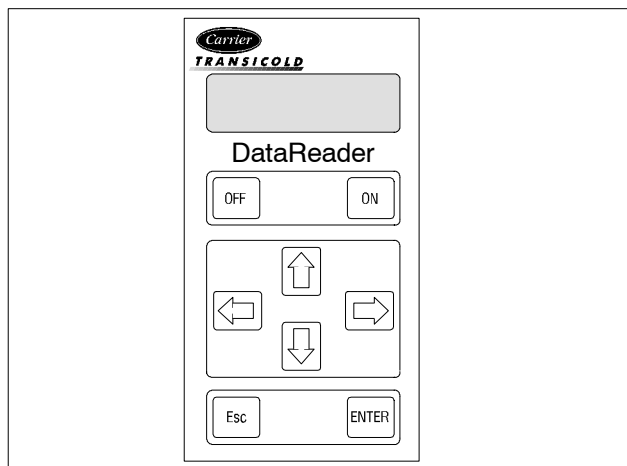 Carrier
TRANSICOLD
DataReader
OFF ON
Esc ENTER